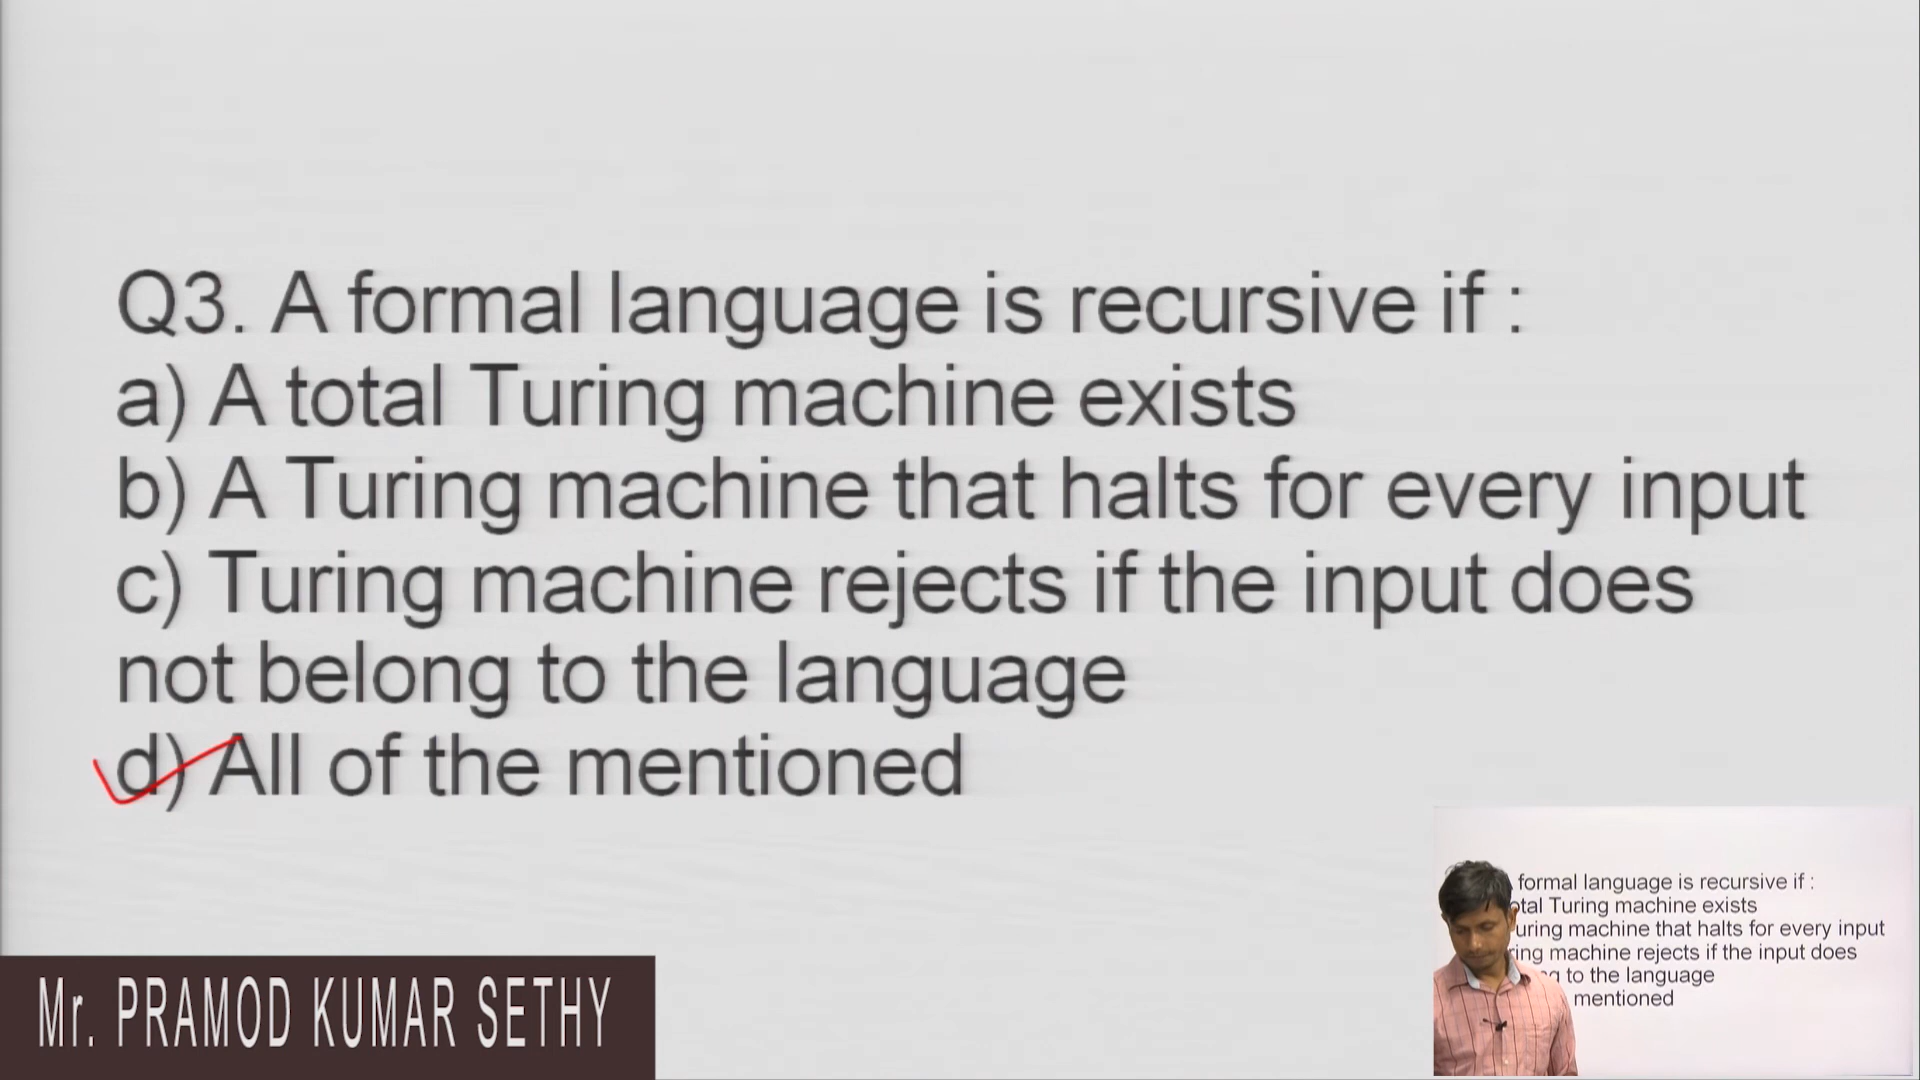 Q3. A formal language is recursive if :
a) A total Turing machine exists
b) A Turing machine that halts for every input
c) Turing machine rejects if the input does
not belong to the language
d) All of the mentioned
formal language is recursive if :
otal Turing machine exists
uring machine that halts for every input
ring machine rejects if the input does
to the language
mentioned
Mr. PRAMOD KUMAR SETHY